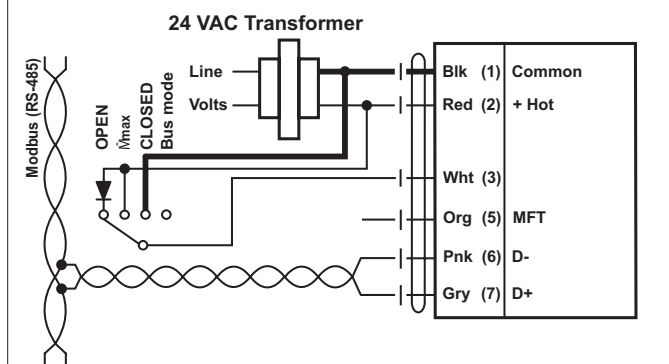 24 VAC Transformer
Modbus (RS-485)
Line
Volts
OPEN
V̇max
CLOSED
Bus mode
Blk (1) Common
Red (2) + Hot
Wht (3)
Org (5) MFT
Pnk (6) D-
Gry (7) D+